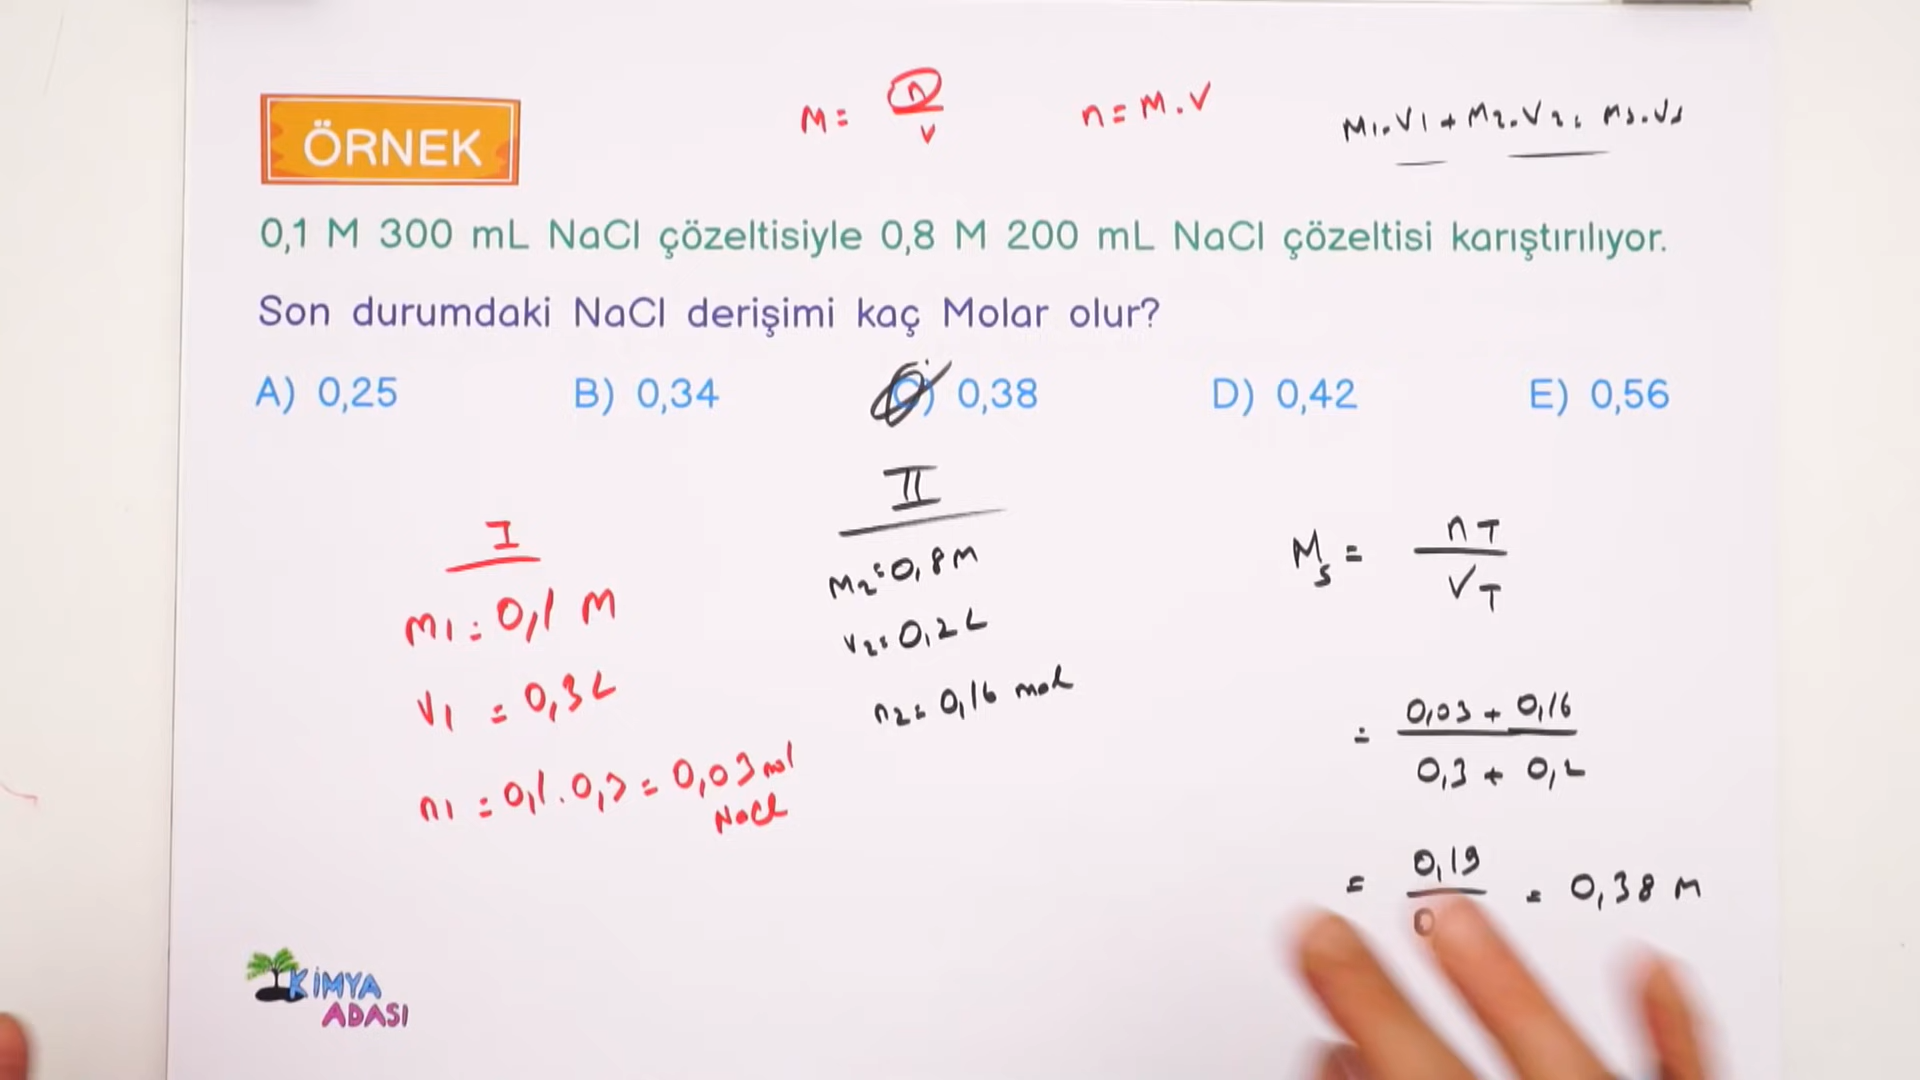 ÖRNEK
M = n/V
n = M.V
M1.V1 + M2.V2 = Ms.Vs
0,1 M 300 mL NaCl çözeltisiyle 0,8 M 200 mL NaCl çözeltisi karıştırılıyor.
Son durumdaki NaCl derişimi kaç Molar olur?
A) 0,25 B) 0,34 C) 0,38 D) 0,42 E) 0,56
I
M1 = 0,1 M
V1 = 0,3 L
n1 = 0,1.0,3 = 0,03 mol
NaCl
II
M2 = 0,8 M
V2 = 0,2 L
n2 = 0,16 mol
Ms = nT/VT
= 0,03 + 0,16 / 0,3 + 0,2
= 0,19 / 0 = 0,38 M
KİMYA
ADASI